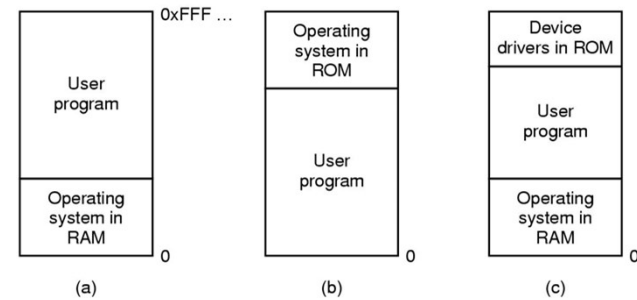 0xFFF ...
User
program
Operating
system in
RAM
0
(a)
Operating
system in
ROM
User
program
0
(b)
Device
drivers in ROM
User
program
Operating
system in
RAM
0
(c)